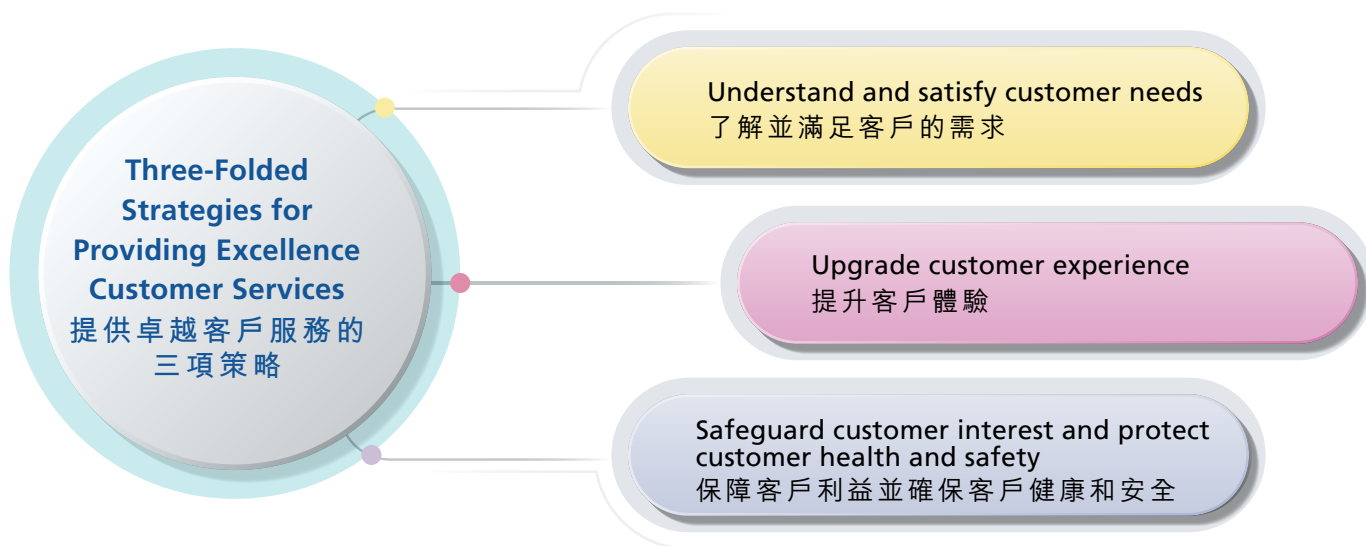 Three-Folded
Strategies for
Providing Excellence
Customer Services
提供卓越客戶服務的
三項策略
Understand and satisfy customer needs
了解並滿足客戶的需求
Upgrade customer experience
提升客戶體驗
Safeguard customer interest and protect
customer health and safety
保障客戶利益並確保客戶健康和安全